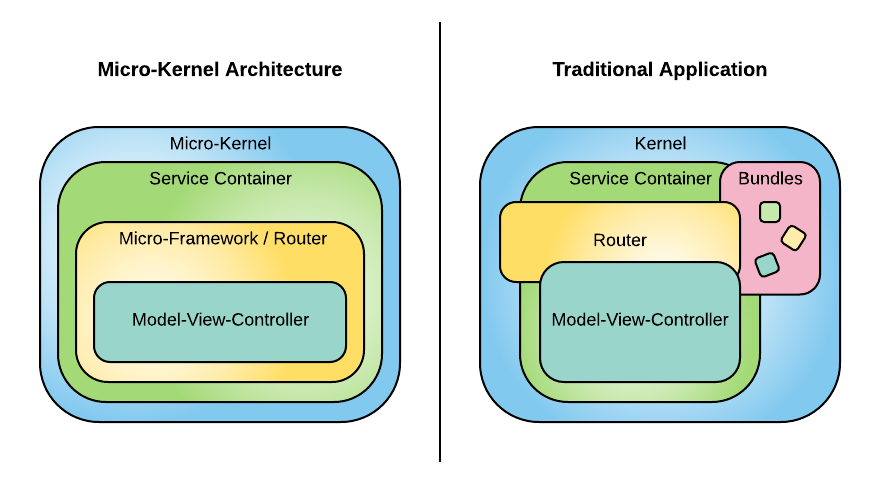 Micro-Kernel Architecture
Micro-Kernel
Service Container
Micro-Framework / Router
Model-View-Controller
Traditional Application
Kernel
Service Container
Bundles
Router
Model-View-Controller